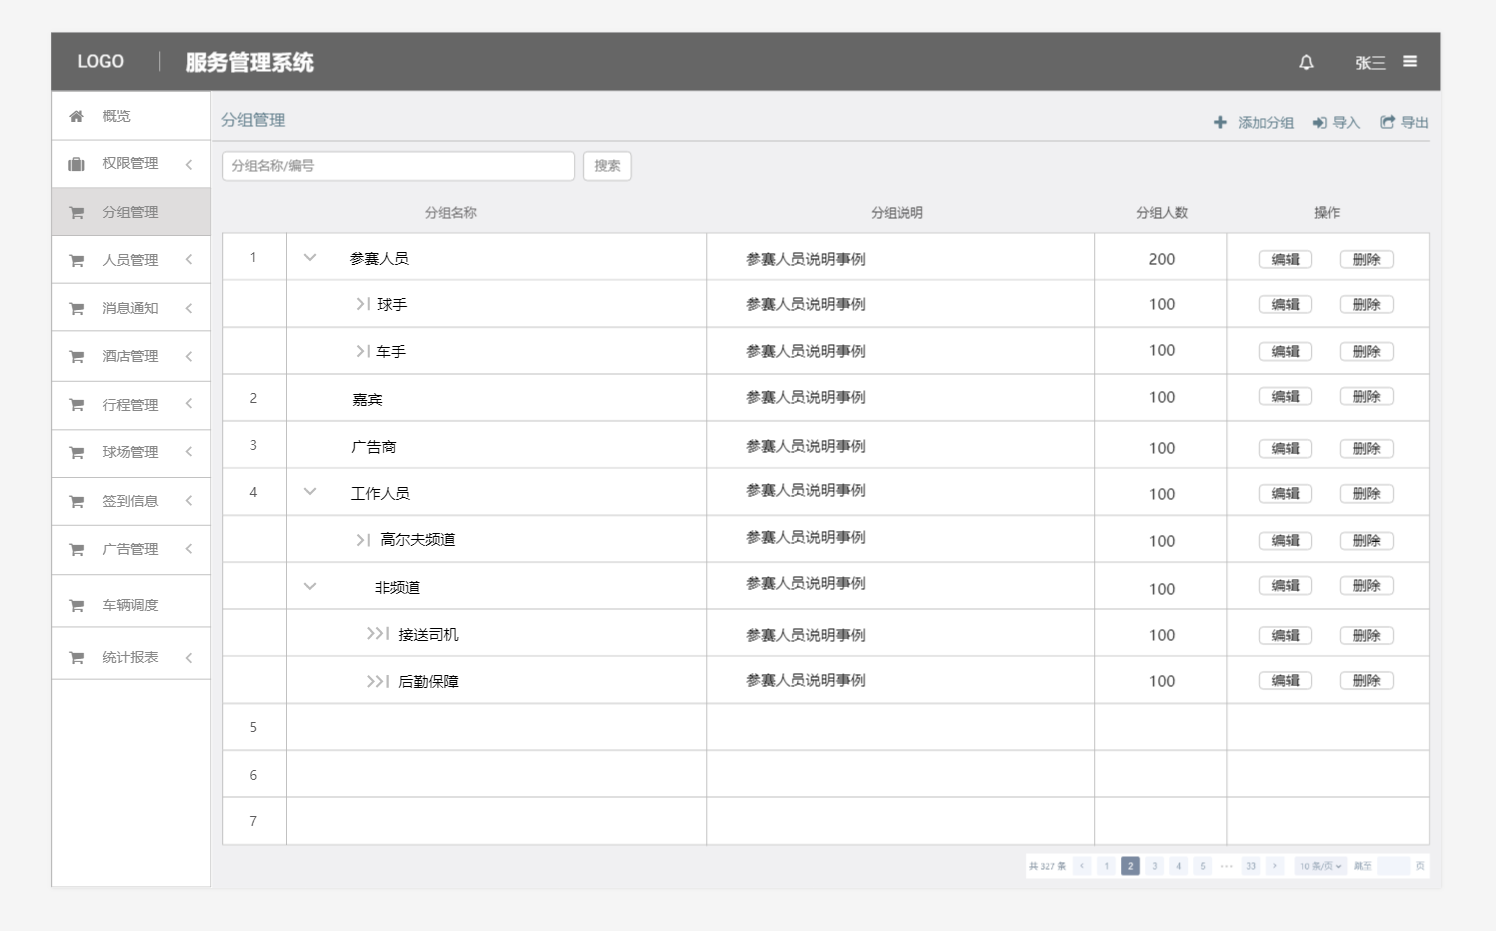 LOGO 服务管理系统 张三
概览
权限管理
分组管理
人员管理
消息通知
酒店管理
行程管理
球场管理
签到信息
广告管理
车辆调度
统计报表
分组管理 添加分组 导入 导出
分组名称/编号 搜索
分组名称 分组说明 分组人数 操作
1 参赛人员 参赛人员说明事例 200 编辑 删除
球手 参赛人员说明事例 100 编辑 删除
车手 参赛人员说明事例 100 编辑 删除
2 嘉宾 参赛人员说明事例 100 编辑 删除
3 广告商 参赛人员说明事例 100 编辑 删除
4 工作人员 参赛人员说明事例 100 编辑 删除
高尔夫频道 参赛人员说明事例 100 编辑 删除
非频道 参赛人员说明事例 100 编辑 删除
接送司机 参赛人员说明事例 100 编辑 删除
后勤保障 参赛人员说明事例 100 编辑 删除
5
6
7
共 327 条 < 1 2 3 4 5 ··· 33 > 10 条/页 跳至 页